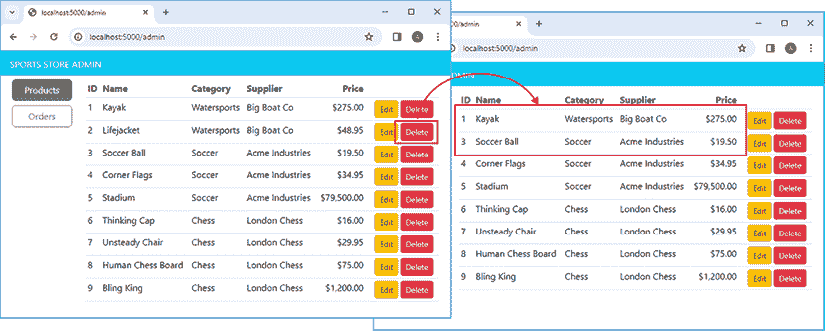 localhost:5000/admin
localhost:5000/admin
SPORTS STORE ADMIN
Products
Orders
ID Name Category Supplier Price
1 Kayak Watersports Big Boat Co $275.00 Edit Delete
2 Lifejacket Watersports Big Boat Co $48.95 Edit Delete
3 Soccer Ball Soccer Acme Industries $19.50 Edit Delete
4 Corner Flags Soccer Acme Industries $34.95 Edit Delete
5 Stadium Soccer Acme Industries $79,500.00 Edit Delete
6 Thinking Cap Chess London Chess $16.00 Edit Delete
7 Unsteady Chair Chess London Chess $29.95 Edit Delete
8 Human Chess Board Chess London Chess $75.00 Edit Delete
9 Bling King Chess London Chess $1,200.00 Edit Delete
/admin
localhost:5000/admin
ID Name Category Supplier Price
1 Kayak Watersports Big Boat Co $275.00 Edit Delete
3 Soccer Ball Soccer Acme Industries $19.50 Edit Delete
4 Corner Flags Soccer Acme Industries $34.95 Edit Delete
5 Stadium Soccer Acme Industries $79,500.00 Edit Delete
6 Thinking Cap Chess London Chess $16.00 Edit Delete
7 Unsteady Chair Chess London Chess $29.95 Edit Delete
8 Human Chess Board Chess London Chess $75.00 Edit Delete
9 Bling King Chess London Chess $1,200.00 Edit Delete